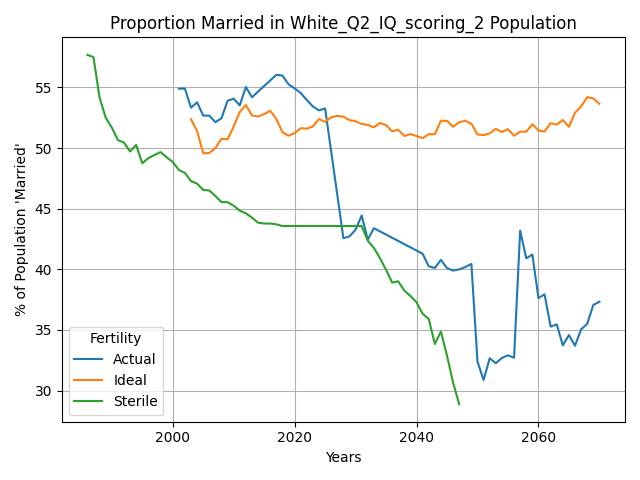 Proportion Married in White_Q2_IQ_scoring_2 Population
% of Population 'Married'
55
50
45
40
35
30
Fertility
Actual
Ideal
Sterile
2000 2020 2040 2060
Years